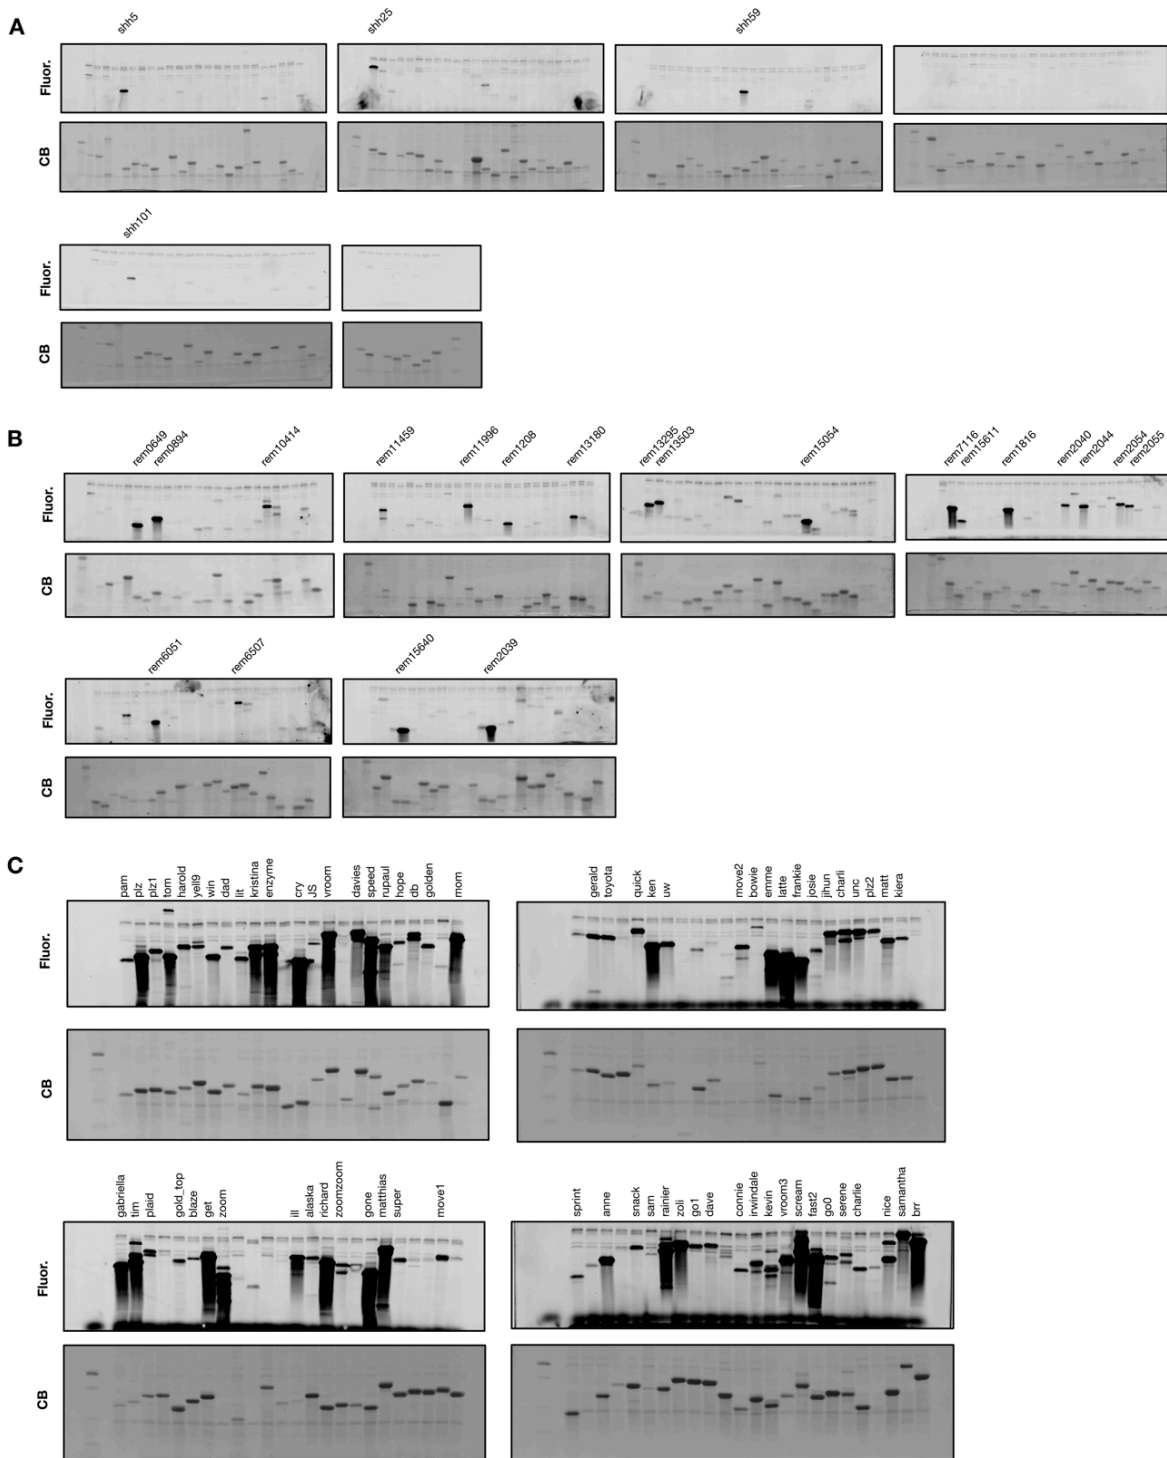 A
shh5 shh25 shh59
Fluor.
CB
shh101
Fluor.
CB
B
rem0649 rem0894 rem10414 rem11459 rem11996 rem1208 rem13180 rem13295 rem13503 rem15054 rem7116 rem15611 rem1816 rem2040 rem2044 rem2054 rem2055
Fluor.
CB
rem6051 rem6507 rem15640 rem2039
Fluor.
CB
C
pam plz plz1 tom harold yell9 win dad lit kristina enzyme cry JS vroom davies speed rupaul hope db golden mom
gerald toyota quick ken uw move2 bowie emme latte frankie josie jihun charli unc plz2 matt kiera
Fluor.
CB
gabriella tim plaid gold_top blaze get zoom ill alaska richard zoomzoom gone matthias super move1
sprint anne snack sam rainier zoli go1 dave connie irwindale kevin vroom3 scream fast2 go0 serene charlie nice samantha brr
Fluor.
CB